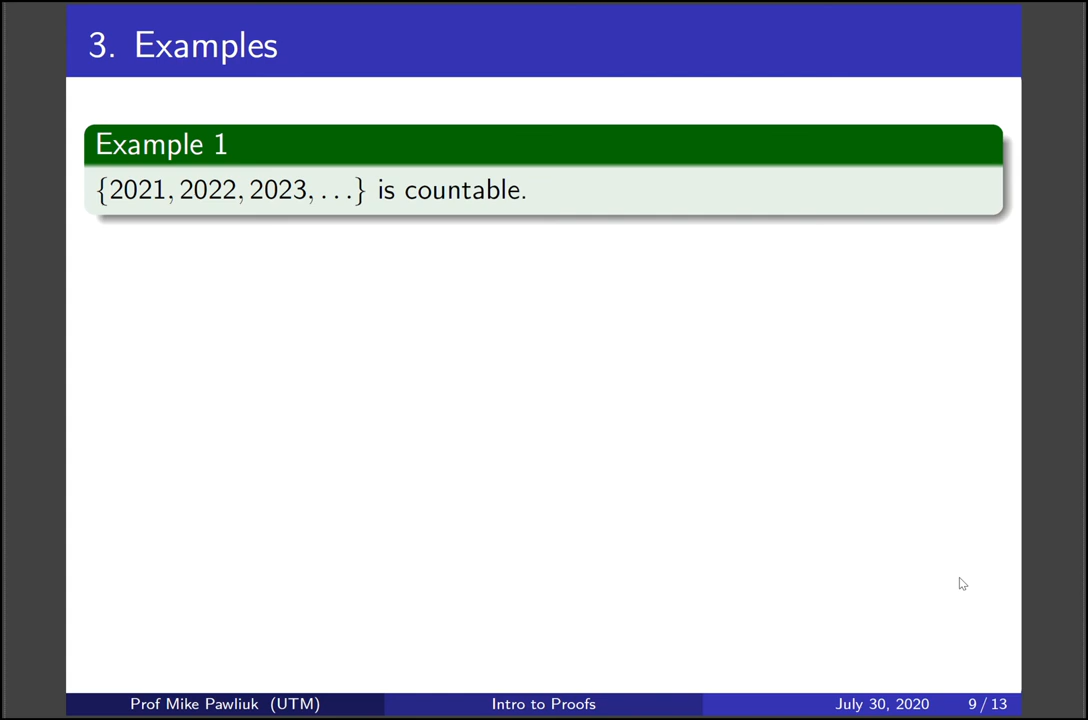 3. Examples
Example 1
{2021, 2022, 2023, . . .} is countable.
Prof Mike Pawliuk (UTM)
Intro to Proofs
July 30, 2020
9 / 13